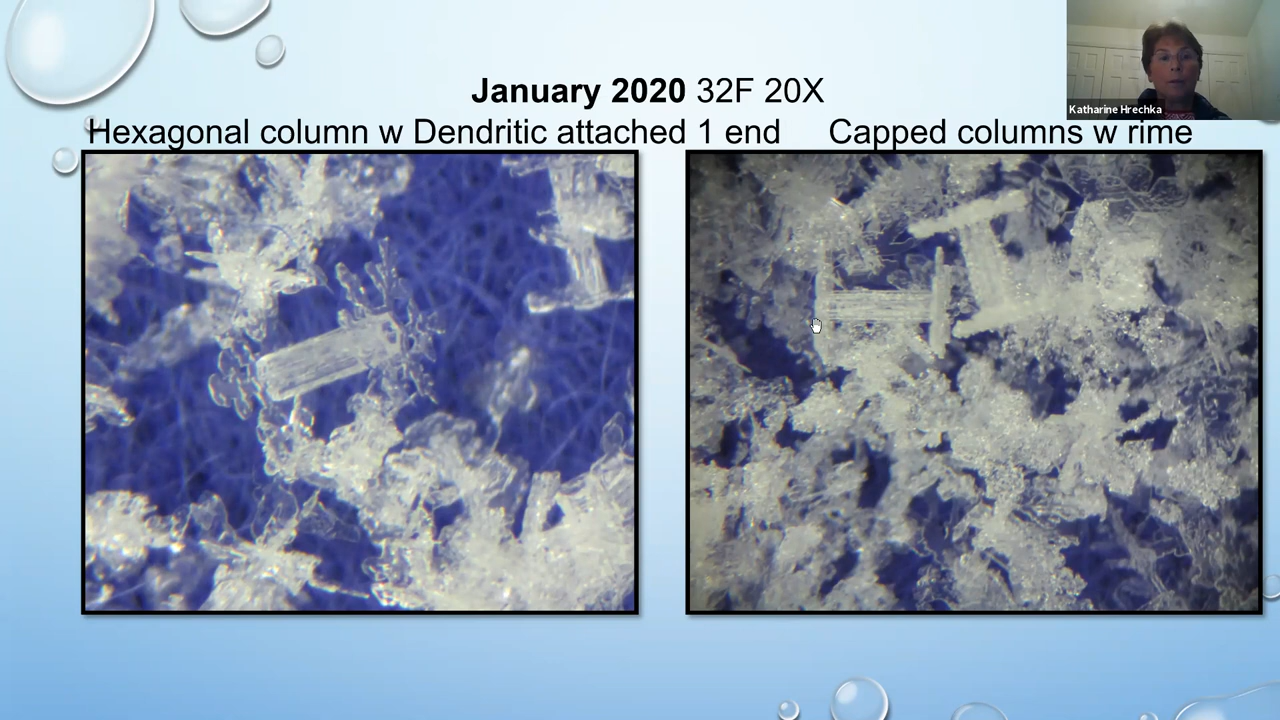 January 2020 32F 20X
Hexagonal column w Dendritic attached 1 end Capped columns w rime
Katharine Hrechka